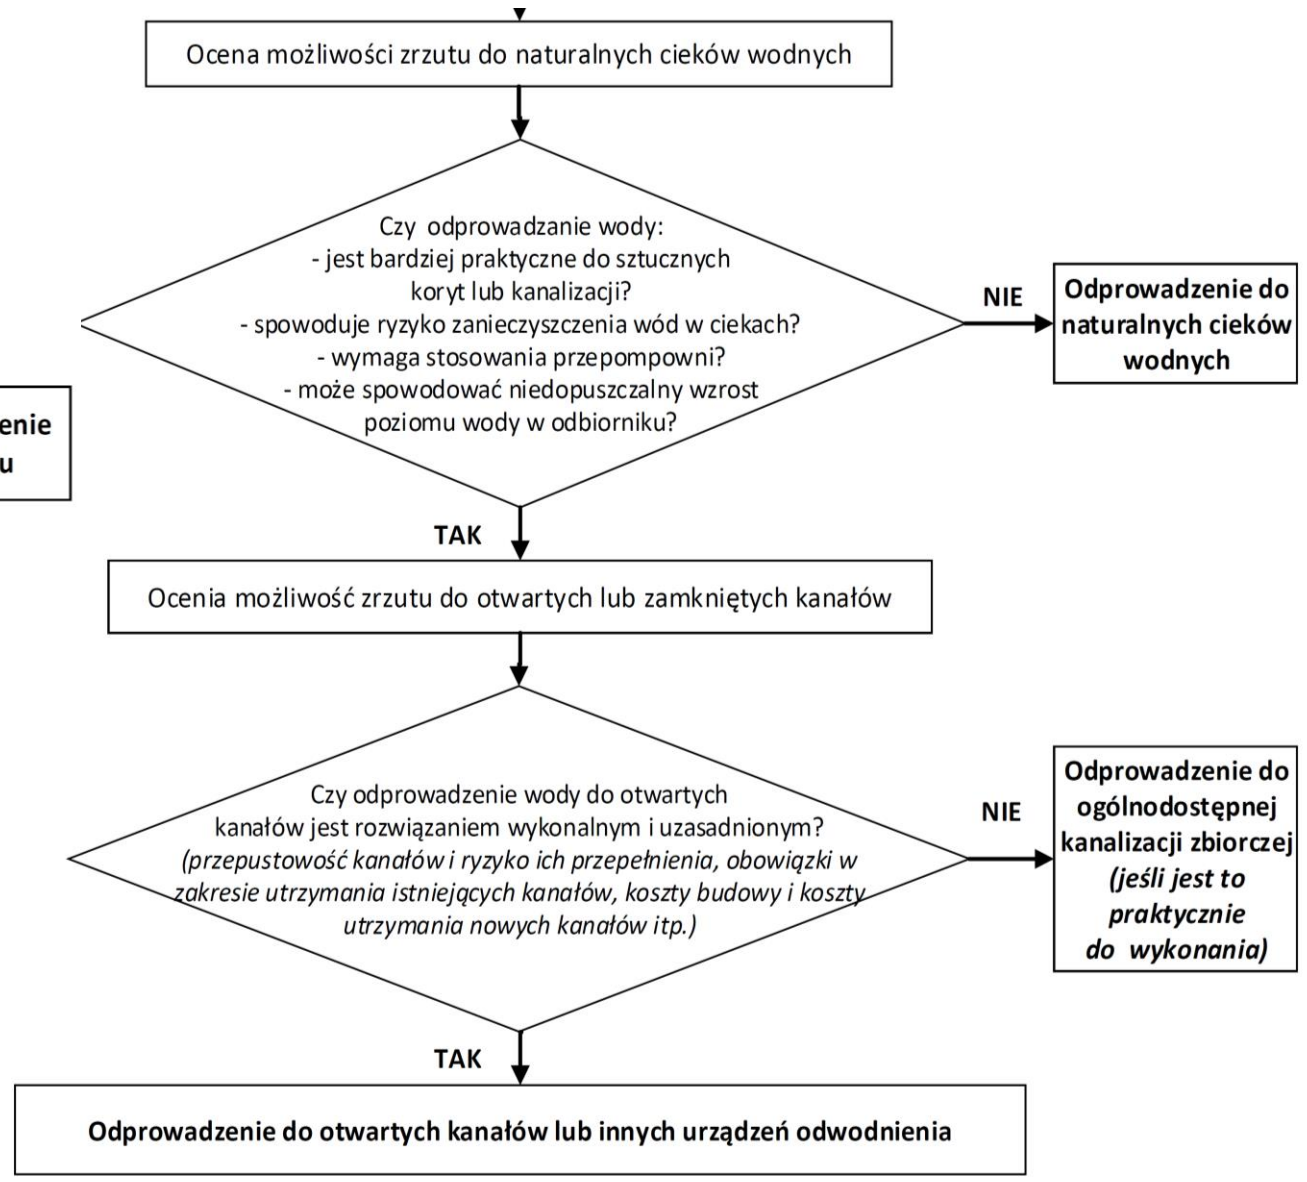 Ocena możliwości zrzutu do naturalnych cieków wodnych
Czy odprowadzanie wody:
- jest bardziej praktyczne do sztucznych
koryt lub kanalizacji?
- spowoduje ryzyko zanieczyszczenia wód w ciekach?
- wymaga stosowania przepompowni?
- może spowodować niedopuszczalny wzrost
poziomu wody w odbiorniku?
NIE
Odprowadzenie do
naturalnych cieków
wodnych
enie
u
TAK
Ocenia możliwość zrzutu do otwartych lub zamkniętych kanałów
Czy odprowadzenie wody do otwartych
kanałów jest rozwiązaniem wykonalnym i uzasadnionym?
(przepustowość kanałów i ryzyko ich przepełnienia, obowiązki w
zakresie utrzymania istniejących kanałów, koszty budowy i koszty
utrzymania nowych kanałów itp.)
NIE
Odprowadzenie do
ogólnodostępnej
kanalizacji zbiorczej
(jeśli jest to
praktycznie
do wykonania)
TAK
Odprowadzenie do otwartych kanałów lub innych urządzeń odwodnienia